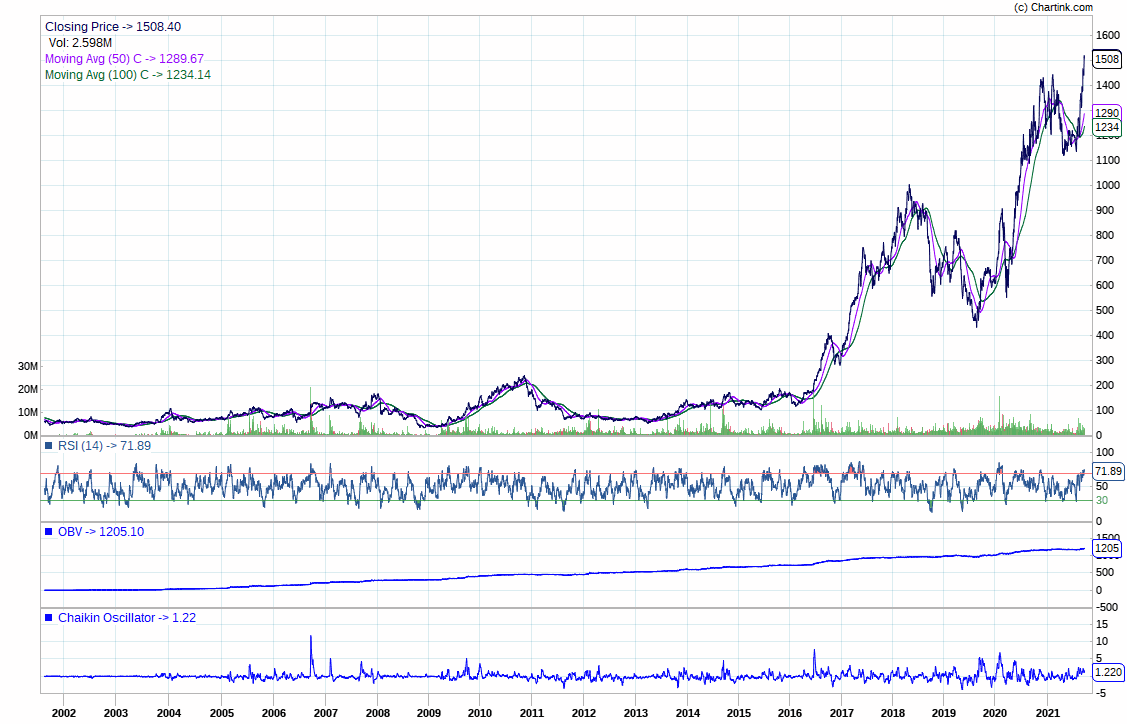 (c) Chartink.com
Closing Price -> 1508.40
Vol: 2.598M
Moving Avg (50) C -> 1289.67
Moving Avg (100) C -> 1234.14
1600
1508
1400
1290
1234
1100
1000
900
800
700
600
500
400
300
200
100
0
30M
20M
10M
0M
RSI (14) -> 71.89
100
71.89
50
30
0
OBV -> 1205.10
1500
1205
500
0
-500
Chaikin Oscillator -> 1.22
15
10
5
1.220
-5
2002 2003 2004 2005 2006 2007 2008 2009 2010 2011 2012 2013 2014 2015 2016 2017 2018 2019 2020 2021